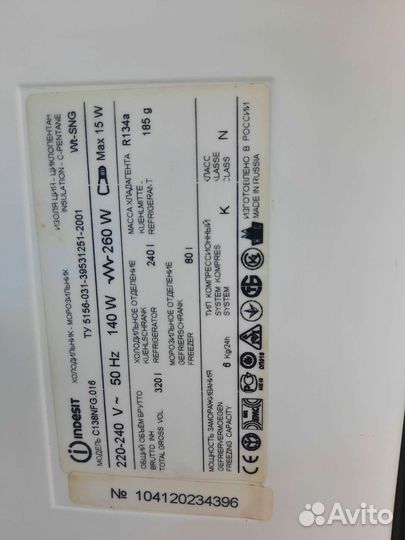 INDESIT
ХОЛОДИЛЬНИК - МОРОЗИЛЬНИК
МОДЕЛЬ C138NFG.016
ТУ 5156-031-39531251-2001
ИЗОЛЯЦИЯ - ЦИКЛОПЕНТАН
INSULATION - C-PENTANE
Wt-SNG
220-240 V ~ 50 Hz 140 W 260 W Max 15 W
ОБЩИЙ ОБЪЕМ БРУТТО
BRUTTO INH.
TOTAL GROSS VOL
320 l
ХОЛОДИЛЬНОЕ ОТДЕЛЕНИЕ
KUEHLSCHRANK
REFRIGERATOR
240 l
МАССА ХЛАДАГЕНТА
KUEHLMITTE -
REFRIGERANT
R134a
185 g
МОРОЗИЛЬНОЕ ОТДЕЛЕНИЕ
GEFRIERSCHRANK
FREEZER
80 l
МОЩНОСТЬ ЗАМОРАЖИВАНИЯ
GEFRIERVERMOEGEN
FREEZING CAPACITY
6 Kg/24h
ТИП КОМПРЕССИОННЫЙ
SYSTEM KOMPRES
SYSTEM
K
КЛАСС
KLASSE
CLASS
N
ИЗГОТОВЛЕНО В РОССИИ
MADE IN RUSSIA
№ 104120234396
Avito